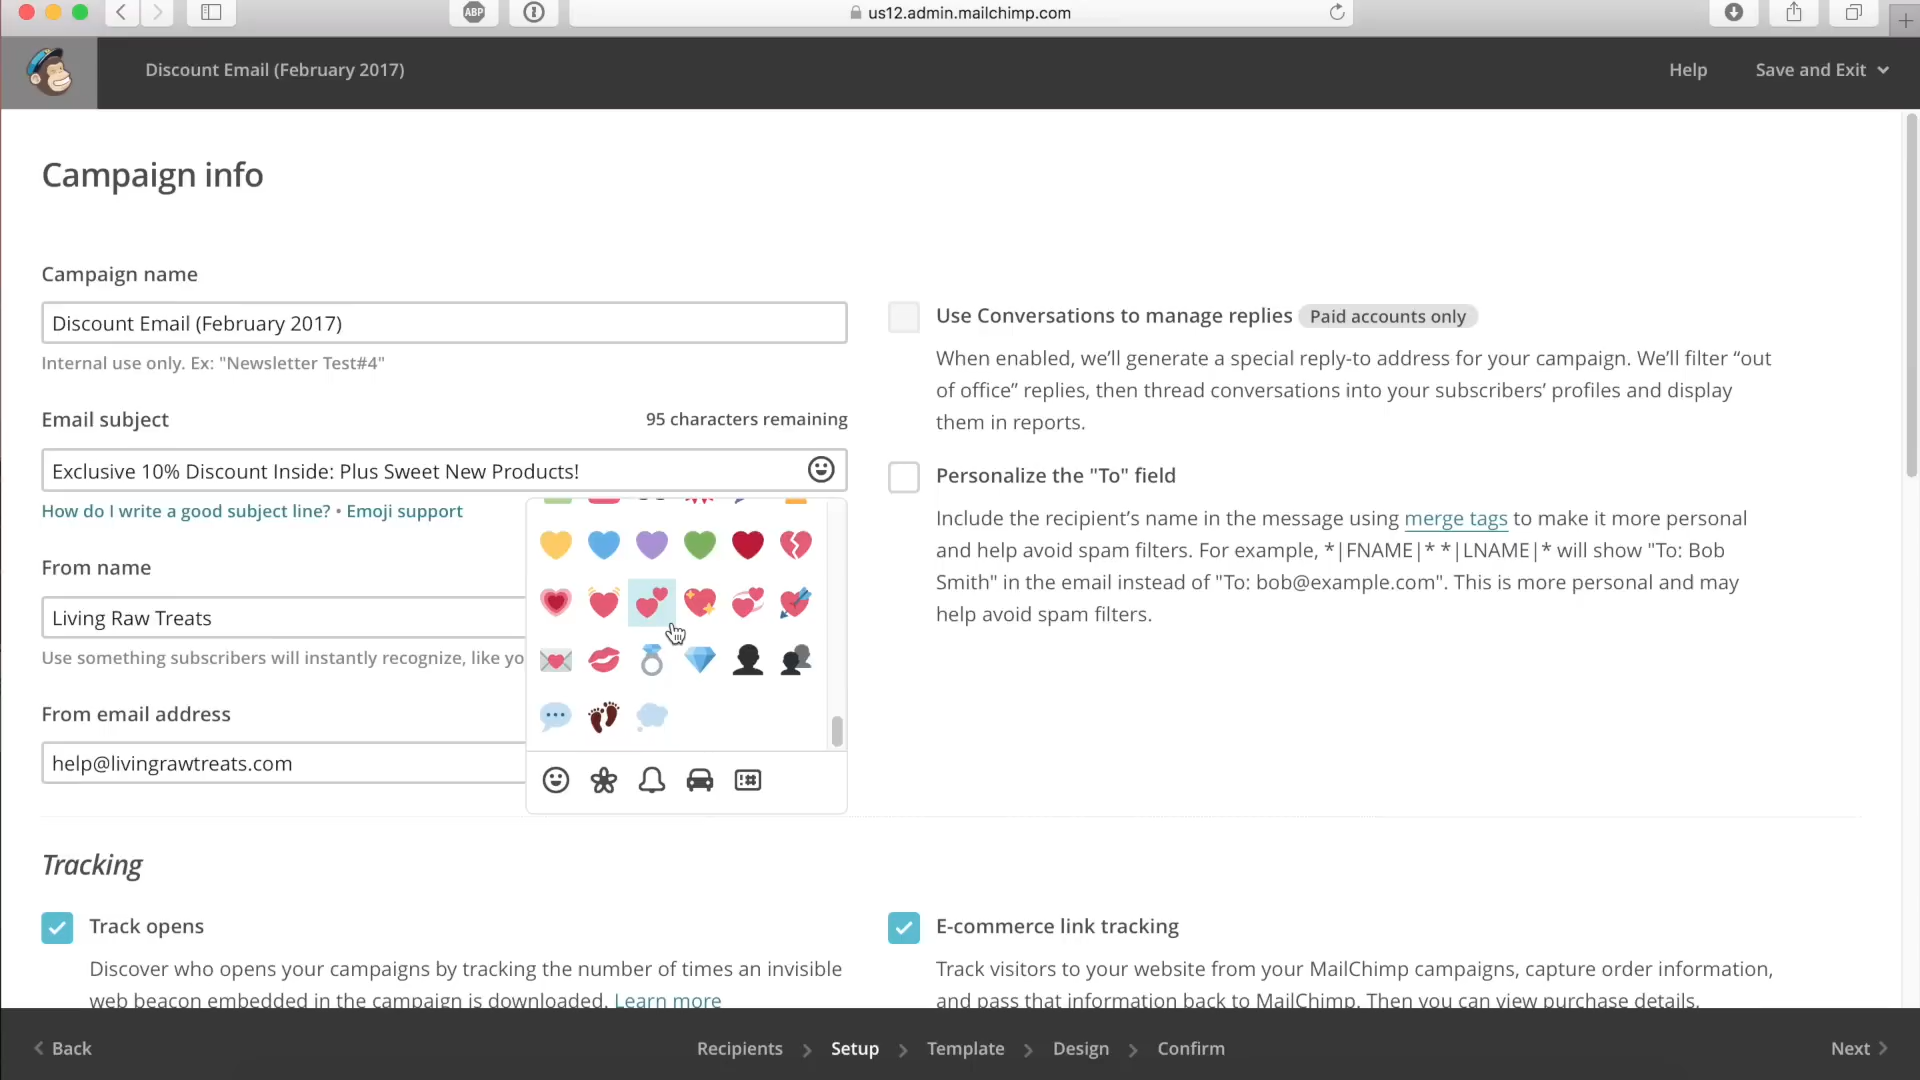 ABP
us12.admin.mailchimp.com
Discount Email (February 2017)
Help
Save and Exit
Campaign info
Campaign name
Discount Email (February 2017)
Internal use only. Ex: "Newsletter Test#4"
Email subject
95 characters remaining
Exclusive 10% Discount Inside: Plus Sweet New Products!
How do I write a good subject line? • Emoji support
From name
Living Raw Treats
Use something subscribers will instantly recognize, like yo
From email address
help@livingrawtreats.com
Use Conversations to manage replies Paid accounts only
When enabled, we’ll generate a special reply-to address for your campaign. We’ll filter “out
of office” replies, then thread conversations into your subscribers’ profiles and display
them in reports.
Personalize the "To" field
Include the recipient’s name in the message using merge tags to make it more personal
and help avoid spam filters. For example, *|FNAME|* *|LNAME|* will show "To: Bob
Smith" in the email instead of "To: bob@example.com". This is more personal and may
help avoid spam filters.
Tracking
Track opens
Discover who opens your campaigns by tracking the number of times an invisible
web beacon embedded in the campaign is downloaded. Learn more
E-commerce link tracking
Track visitors to your website from your MailChimp campaigns, capture order information,
and pass that information back to MailChimp. Then you can view purchase details,
Back
Recipients
Setup
Template
Design
Confirm
Next